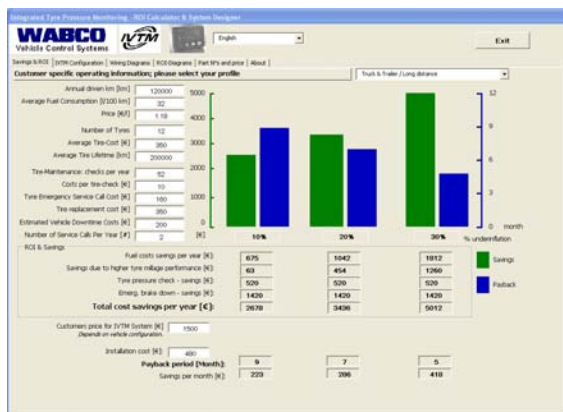 Integrated Tyre Pressure Monitoring - ROI Calculator & System Designer
WABCO
Vehicle Control Systems
IVTM
English
Exit
Savings & ROI | IVTM Configuration | Wiring Diagrams | ROI-Diagrams | Part N°s and price | About |
Customer specific operating information; please select your profile
Truck & Trailer / Long distance
Annual driven km [km] 120000
Average Fuel Consumption [l/100 km] 32
Price [€/l] 1.18
Number of Tyres 12
Average Tire-Cost [€] 350
Average Tire Lifetime [km] 200000
Tire-Maintenance: checks per year 52
Costs per tire-check [€] 10
Tyre Emergency Service Call Cost [€] 160
Tire replacement cost [€] 350
Estimated Vehicle Downtime Costs [€] 200
Number of Service Calls Per Year [#] 2
5000
4000
3000
2000
1000
0
[€]
12
9
6
3
0 month
10% 20% 30% % underinflation
Savings
Payback
ROI & Savings
Fuel costs savings per year [€]: 675 1042 1812
Savings due to higher tyre milage performance [€]: 63 454 1260
Tyre pressure check - savings [€]: 520 520 520
Emerg. brake down - savings [€]: 1420 1420 1420
Total cost savings per year [€]: 2678 3436 5012
Customers price for IVTM System [€] 1500
Depends on vehicle configuration.
Installation cost [€]: 480
Payback period [Month]: 9 7 5
Savings per month [€]: 223 286 418